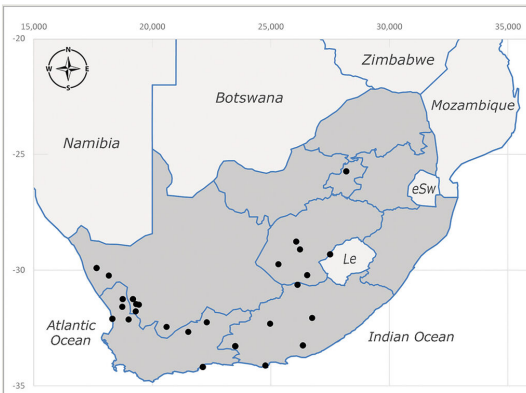 15,000 20,000 25,000 30,000 35,000
-20
N
W E
S
Zimbabwe
Botswana
Mozambique
Namibia
-25
eSw
Le
-30
Atlantic
Ocean
Indian Ocean
-35